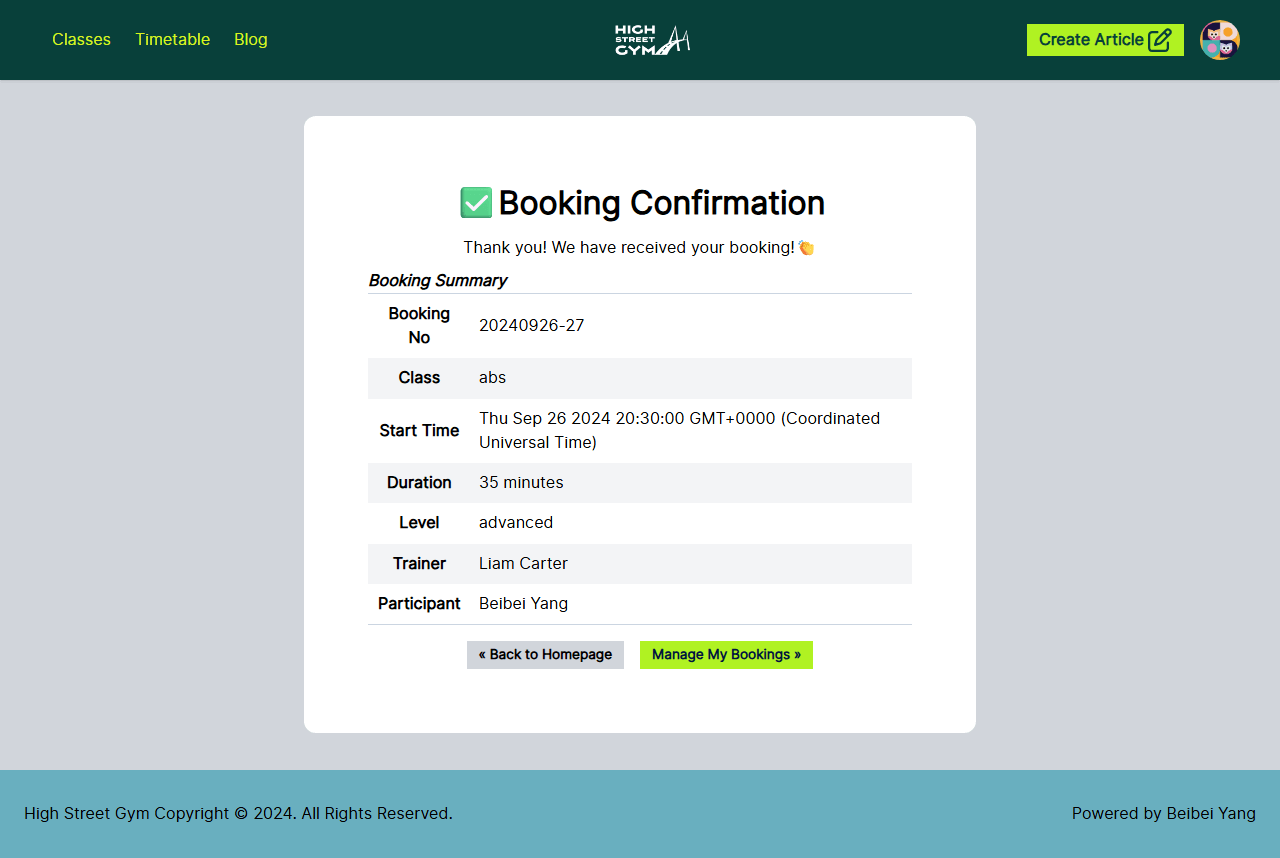 Classes Timetable Blog
HIGH
STREET
GYM
Create Article
✅ Booking Confirmation
Thank you! We have received your booking! 👏
Booking Summary
Booking
No
20240926-27
Class abs
Start Time
Thu Sep 26 2024 20:30:00 GMT+0000 (Coordinated
Universal Time)
Duration 35 minutes
Level advanced
Trainer Liam Carter
Participant Beibei Yang
« Back to Homepage Manage My Bookings »
High Street Gym Copyright © 2024. All Rights Reserved. Powered by Beibei Yang